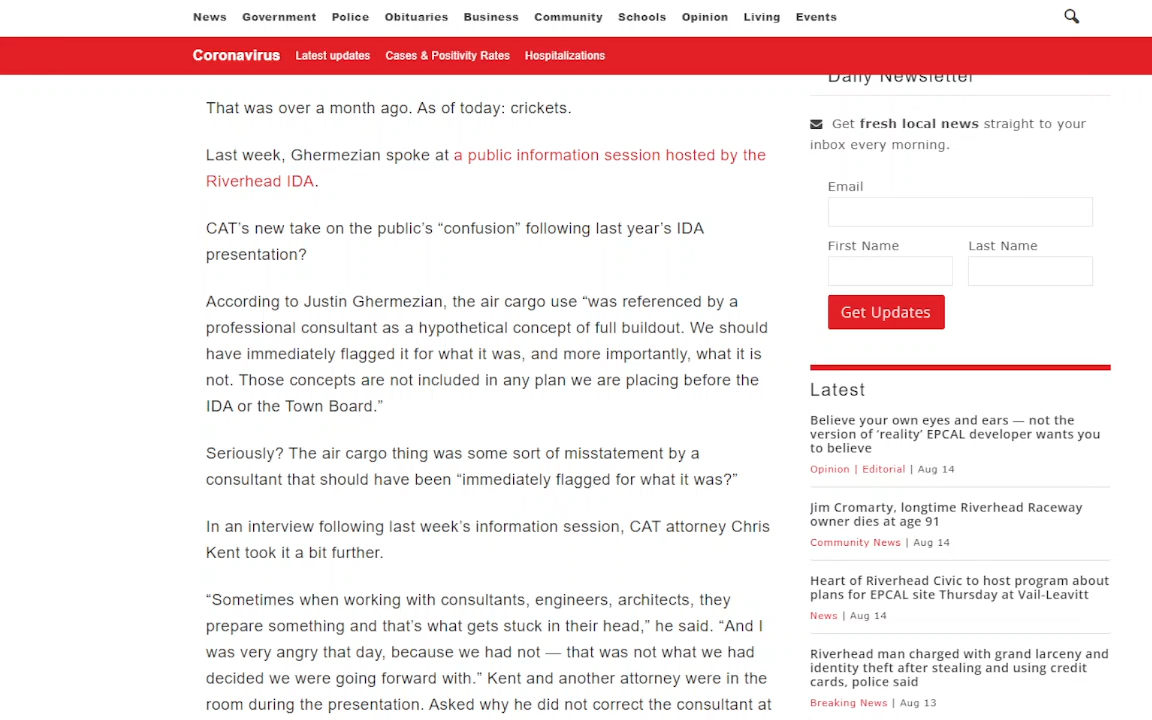 News Government Police Obituaries Business Community Schools Opinion Living Events
Coronavirus Latest updates Cases & Positivity Rates Hospitalizations
That was over a month ago. As of today: crickets.
Last week, Ghermezian spoke at a public information session hosted by the
Riverhead IDA.
CAT’s new take on the public’s “confusion” following last year’s IDA
presentation?
According to Justin Ghermezian, the air cargo use “was referenced by a
professional consultant as a hypothetical concept of full buildout. We should
have immediately flagged it for what it was, and more importantly, what it is
not. Those concepts are not included in any plan we are placing before the
IDA or the Town Board.”
Seriously? The air cargo thing was some sort of misstatement by a
consultant that should have been “immediately flagged for what it was?”
In an interview following last week’s information session, CAT attorney Chris
Kent took it a bit further.
“Sometimes when working with consultants, engineers, architects, they
prepare something and that’s what gets stuck in their head,” he said. “And I
was very angry that day, because we had not — that was not what we had
decided we were going forward with.” Kent and another attorney were in the
room during the presentation. Asked why he did not correct the consultant at
Daily Newsletter
Get fresh local news straight to your
inbox every morning.
Email
First Name Last Name
Get Updates
Latest
Believe your own eyes and ears — not the
version of ‘reality’ EPCAL developer wants you
to believe
Opinion | Editorial | Aug 14
Jim Cromarty, longtime Riverhead Raceway
owner dies at age 91
Community News | Aug 14
Heart of Riverhead Civic to host program about
plans for EPCAL site Thursday at Vail-Leavitt
News | Aug 14
Riverhead man charged with grand larceny and
identity theft after stealing and using credit
cards, police said
Breaking News | Aug 13